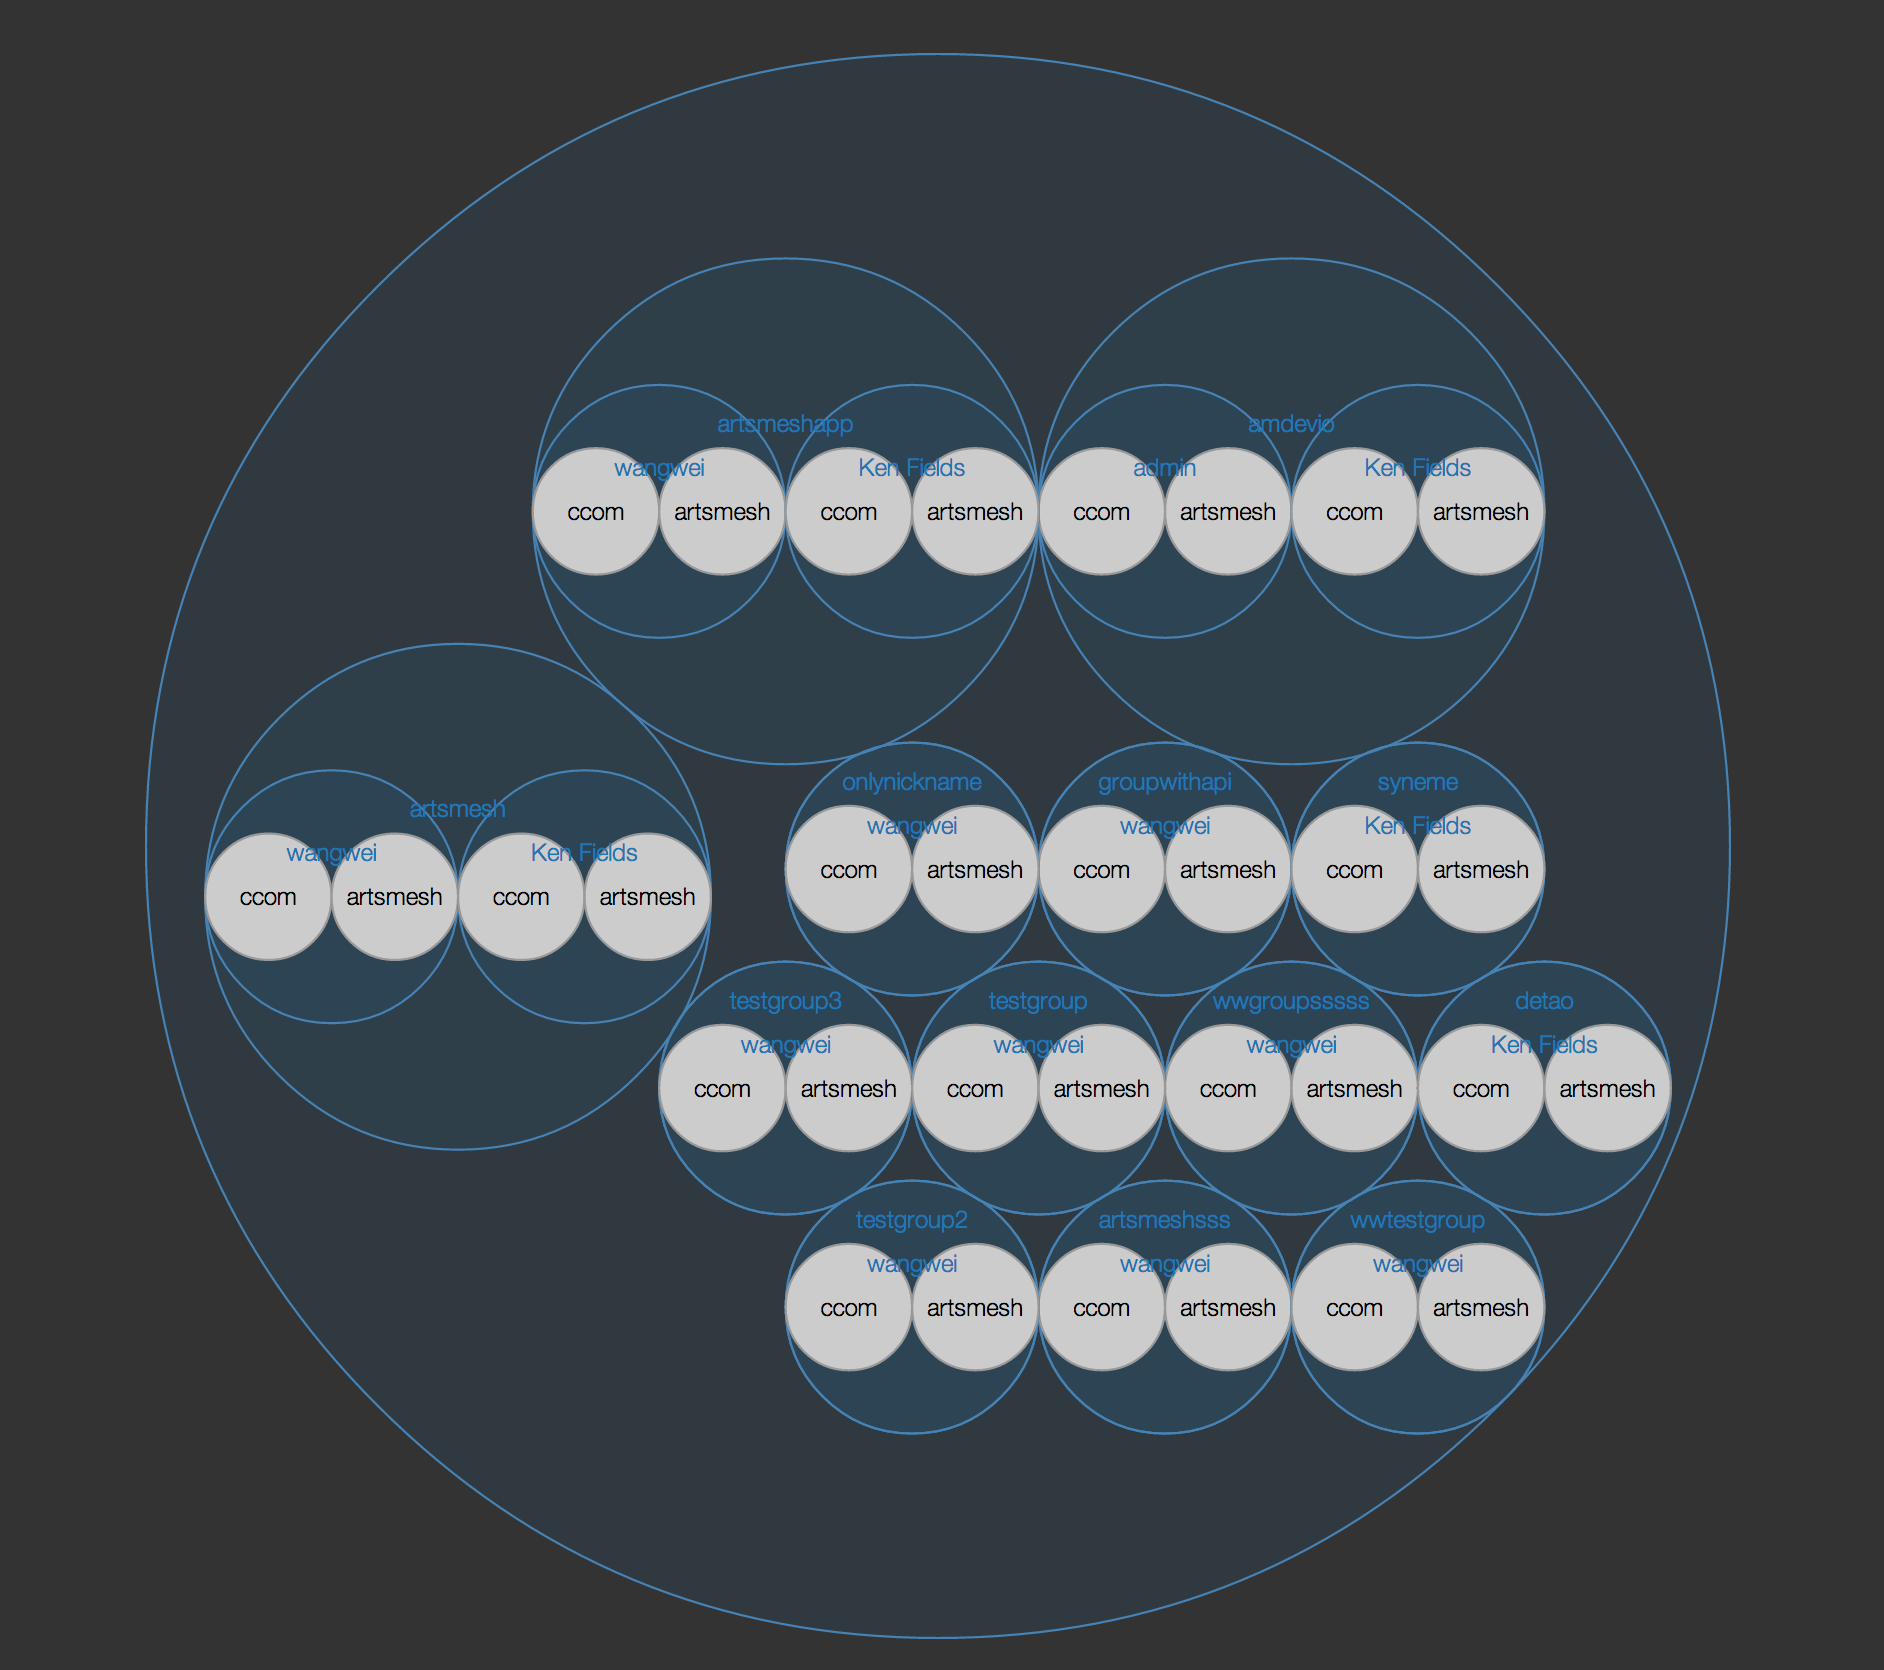 artsmeshapp amdevio
wangwei Ken Fields admin Ken Fields
ccom artsmesh ccom artsmesh ccom artsmesh ccom artsmesh
onlynickname groupwithapi syneme
artsmesh
wangwei wangwei Ken Fields
wangwei Ken Fields
ccom artsmesh ccom artsmesh ccom artsmesh
ccom artsmesh ccom artsmesh
testgroup3 testgroup wwgroupsssss detao
wangwei wangwei wangwei Ken Fields
ccom artsmesh ccom artsmesh ccom artsmesh ccom artsmesh
testgroup2 artsmeshsss wwtestgroup
wangwei wangwei wangwei
ccom artsmesh ccom artsmesh ccom artsmesh